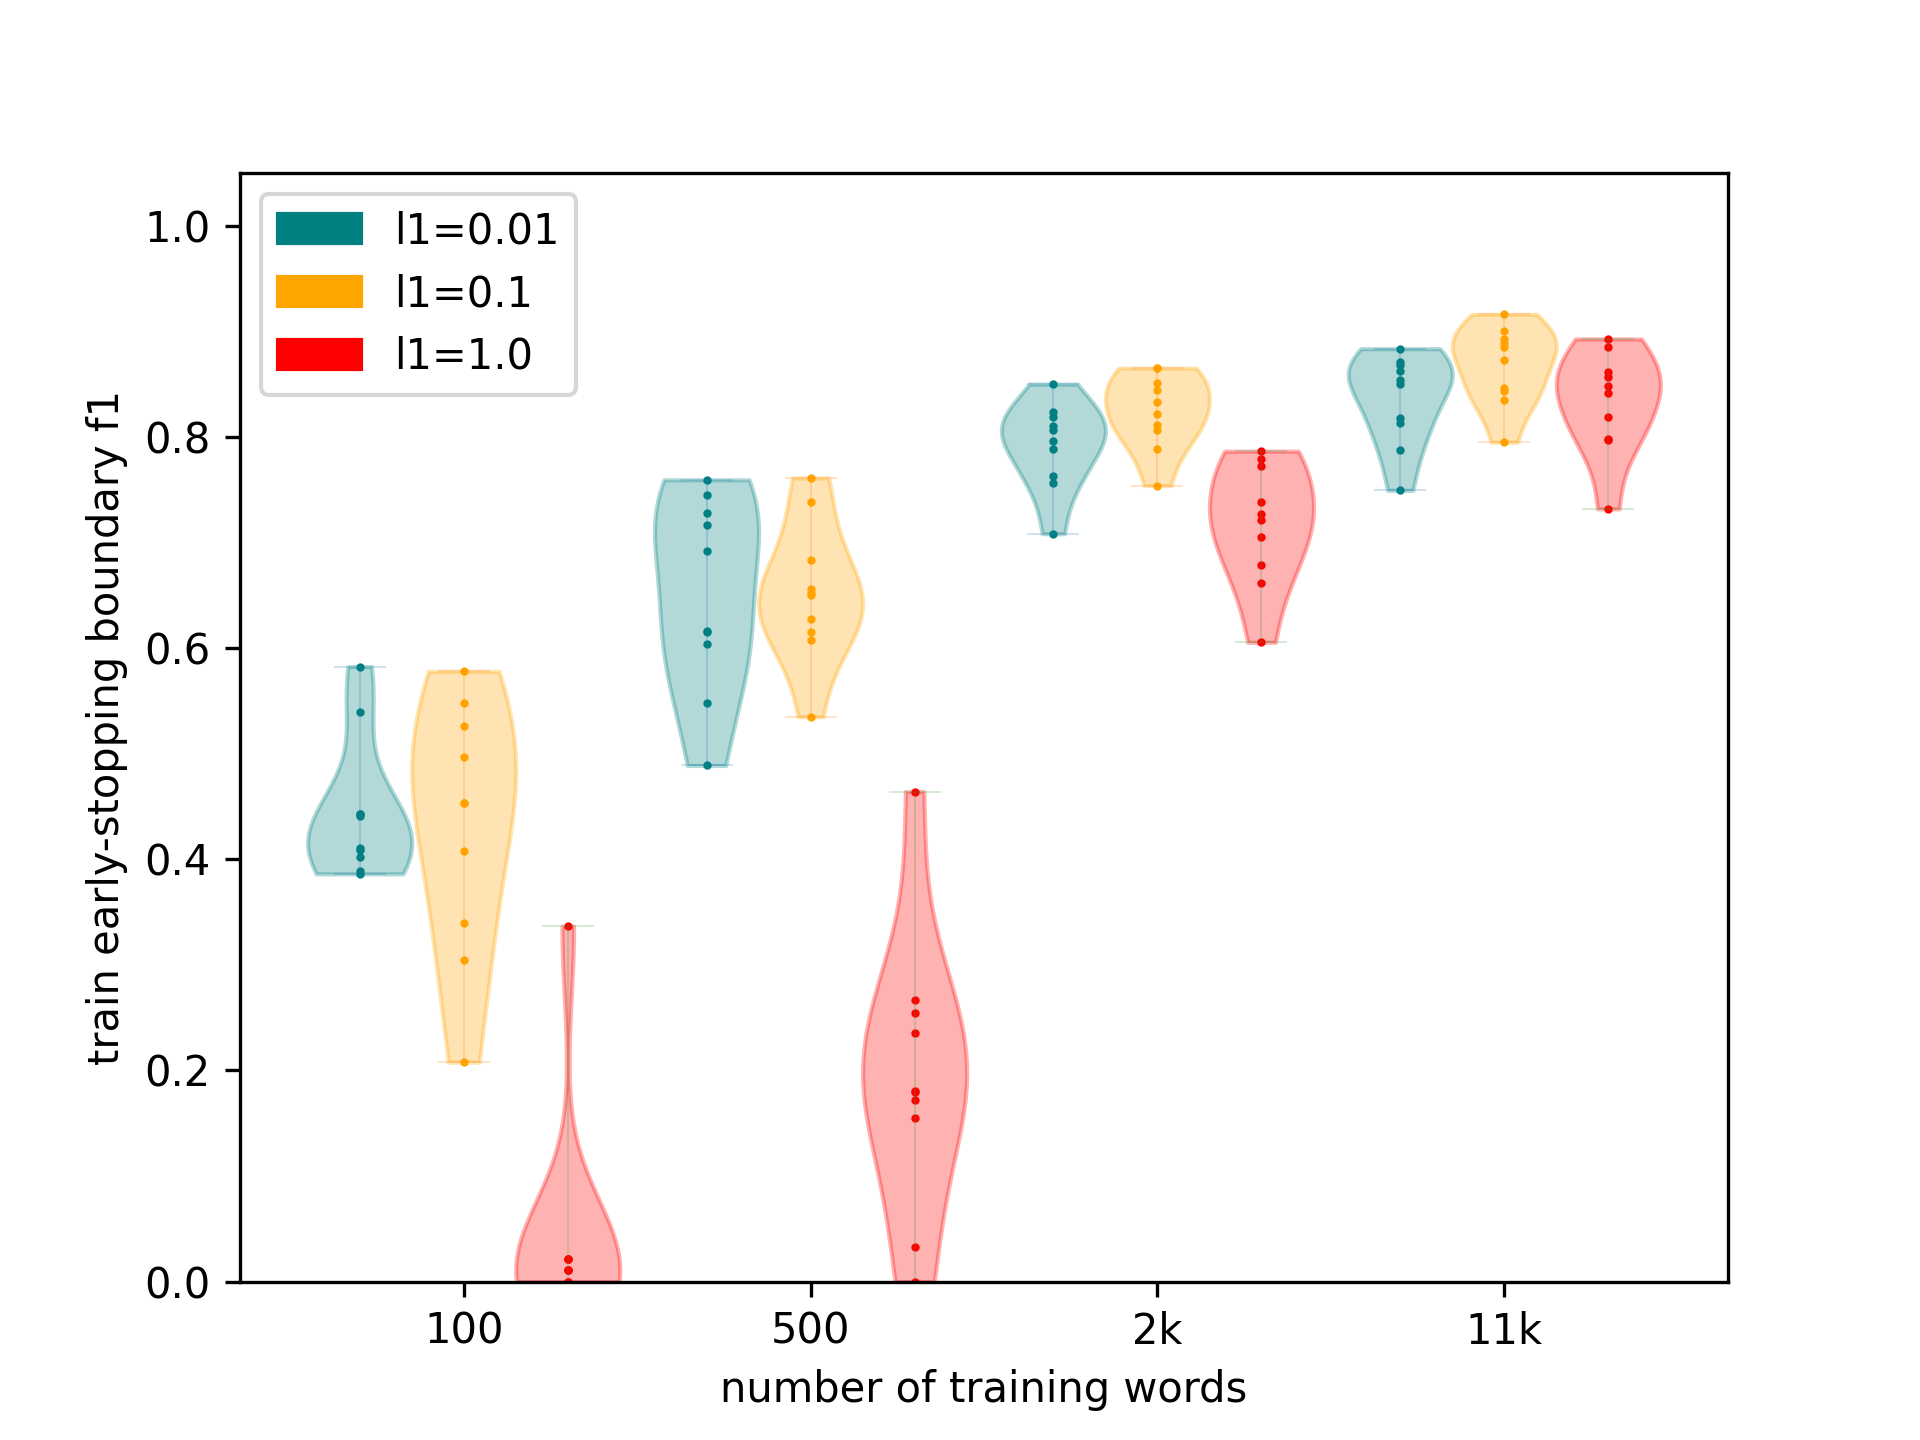 l1=0.01
l1=0.1
l1=1.0
train early-stopping boundary f1
1.0
0.8
0.6
0.4
0.2
0.0
100 500 2k 11k
number of training words